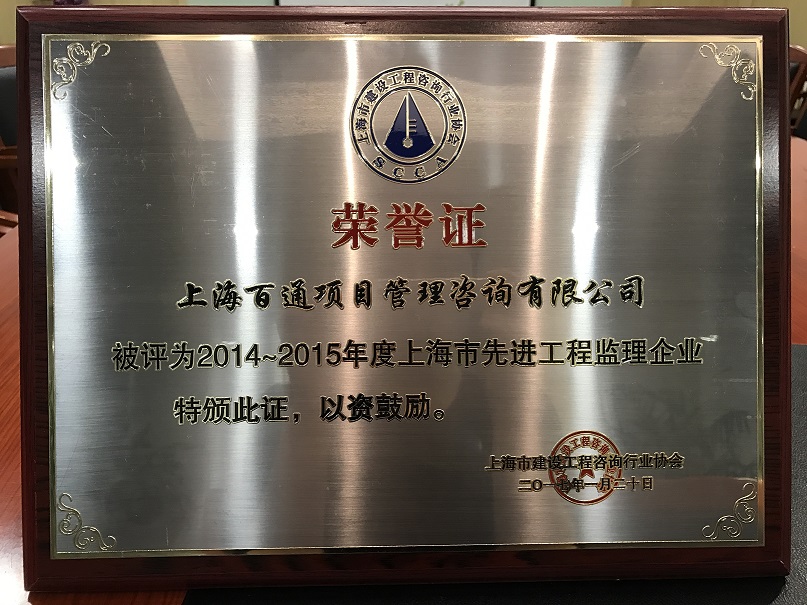 上海市建设工程咨询行业协会
SCCA
荣誉证
上海百通项目管理咨询有限公司
被评为2014~2015年度上海市先进工程监理企业
特颁此证，以资鼓励。
上海市建设工程咨询行业协会
二〇一七年一月二十日